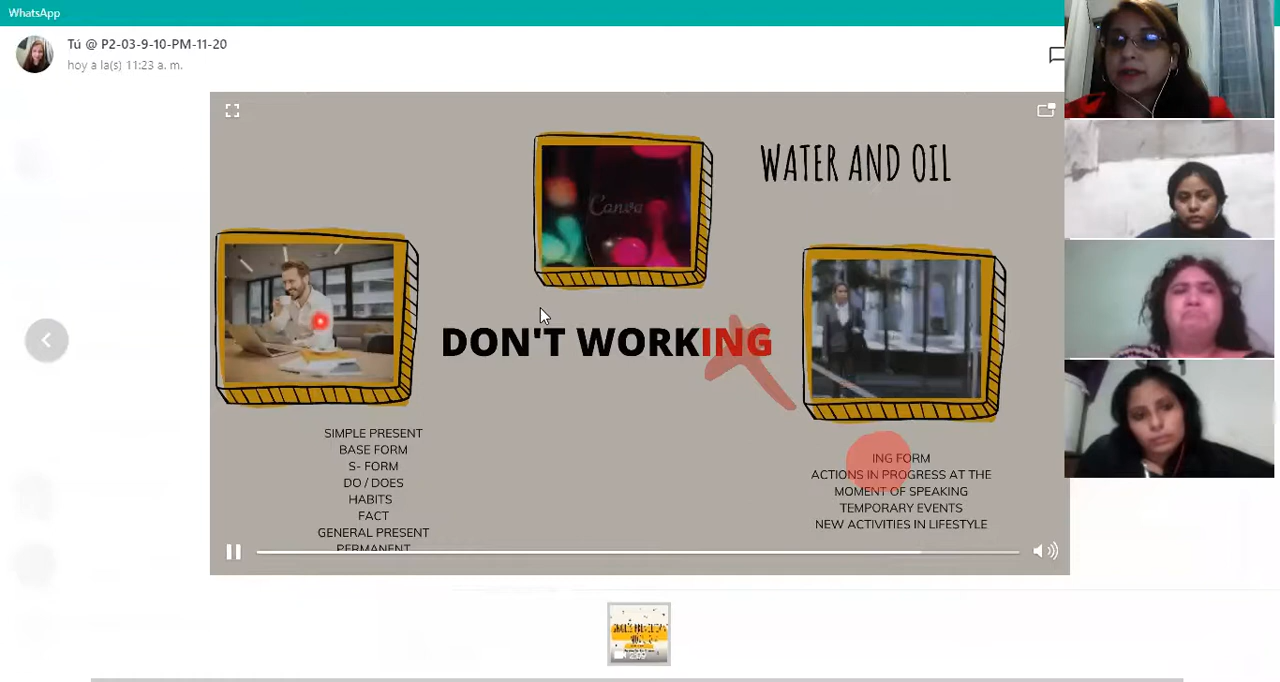 WhatsApp
Tú @ P2-03-9-10-PM-11-20
hoy a la(s) 11:23 a. m.
WATER AND OIL
Canva
DON'T WORKING
SIMPLE PRESENT
BASE FORM
S- FORM
DO / DOES
HABITS
FACT
GENERAL PRESENT
PERMANENT
ING FORM
ACTIONS IN PROGRESS AT THE
MOMENT OF SPEAKING
TEMPORARY EVENTS
NEW ACTIVITIES IN LIFESTYLE